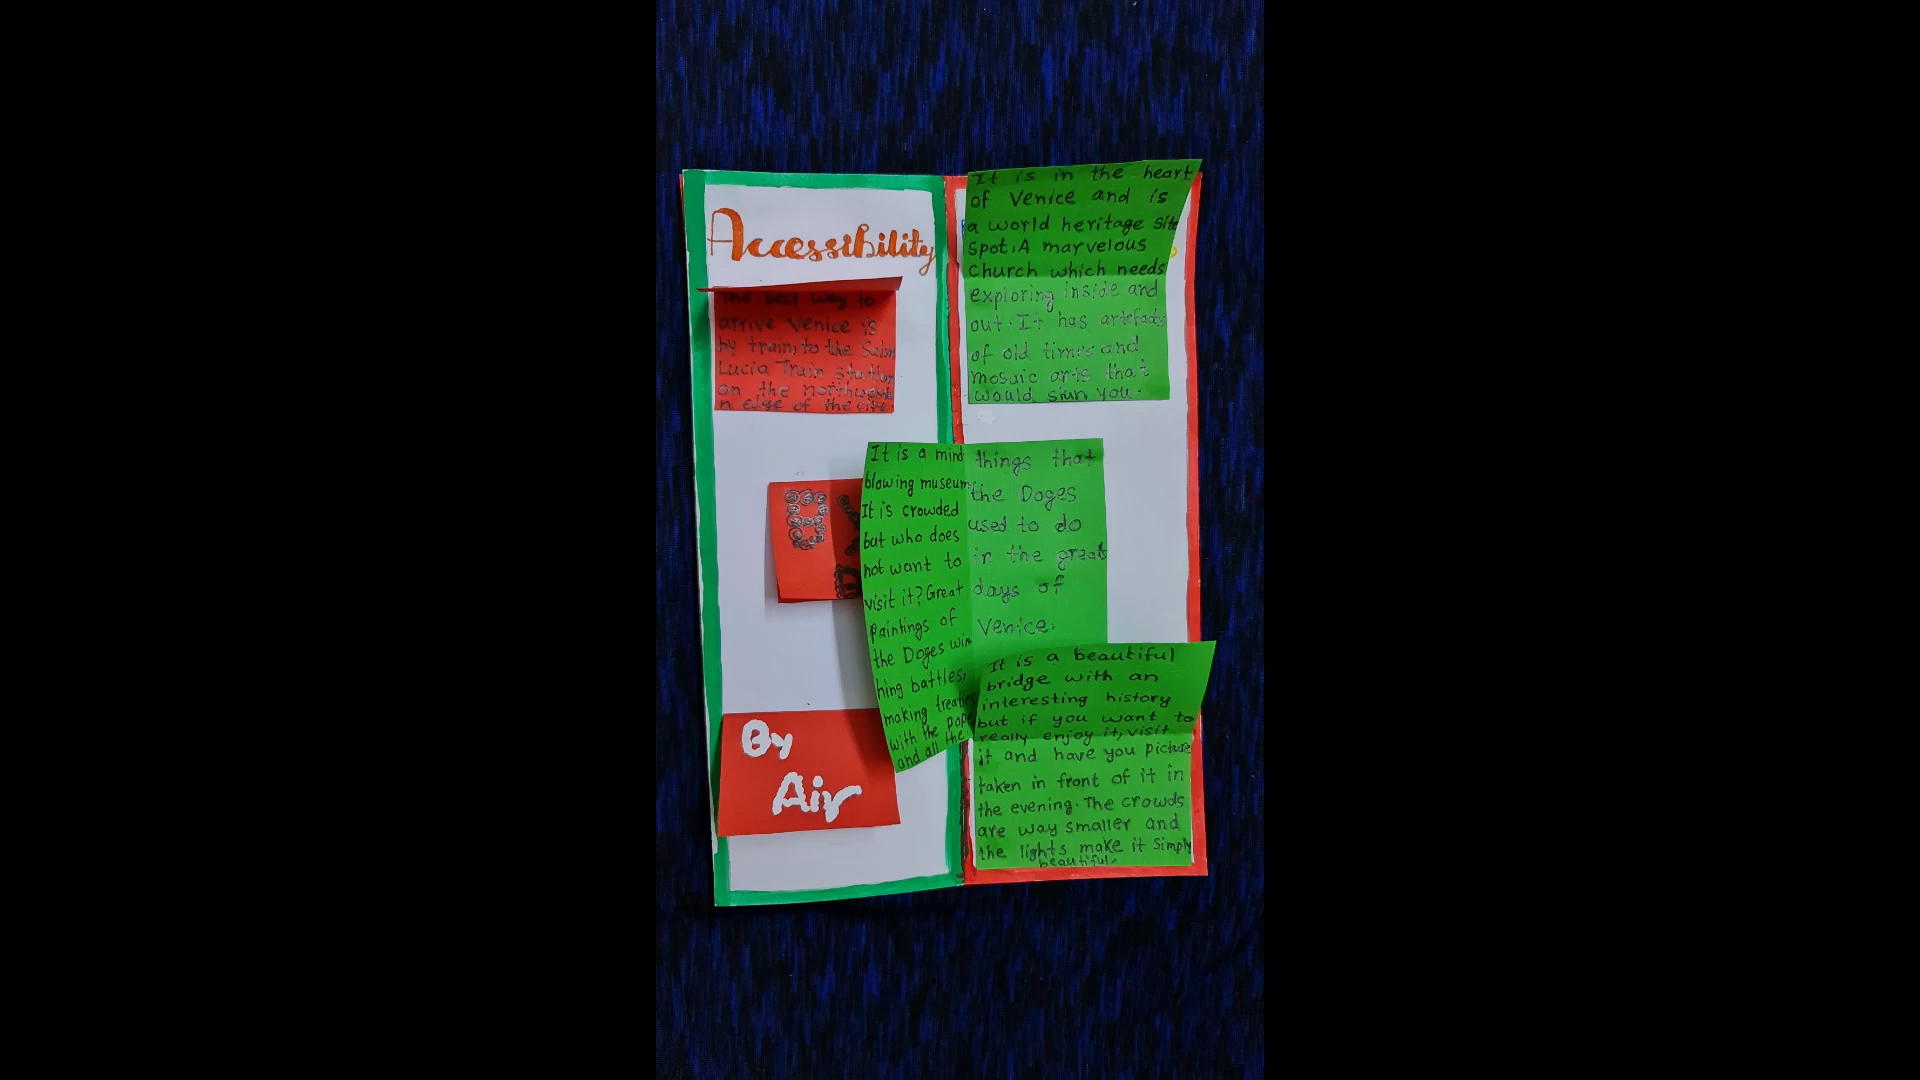 Accessibility
The best way to
arrive Venice is
by train, to the Sain
Lucia Train station
on the northweste
n edge of the city.
By
Air
It is in the heart
of Venice and is
a world heritage site
spot. A marvelous
church which needs
exploring inside and
out. It has artefacts
of old times and
mosaic arts that
would stun you.
It is a mind
blowing museum.
It is crowded
but who does
not want to
visit it? Great
Paintings of
the Doges win
ning battles,
making treaties
with the pope
and all the
things that
the Doges
used to do
in the great
days of
Venice.
It is a beautiful
bridge with an
interesting history
but if you want to
really enjoy it, visit
it and have you picture
taken in front of it in
the evening. The crowds
are way smaller and
the lights make it simply
beautiful.